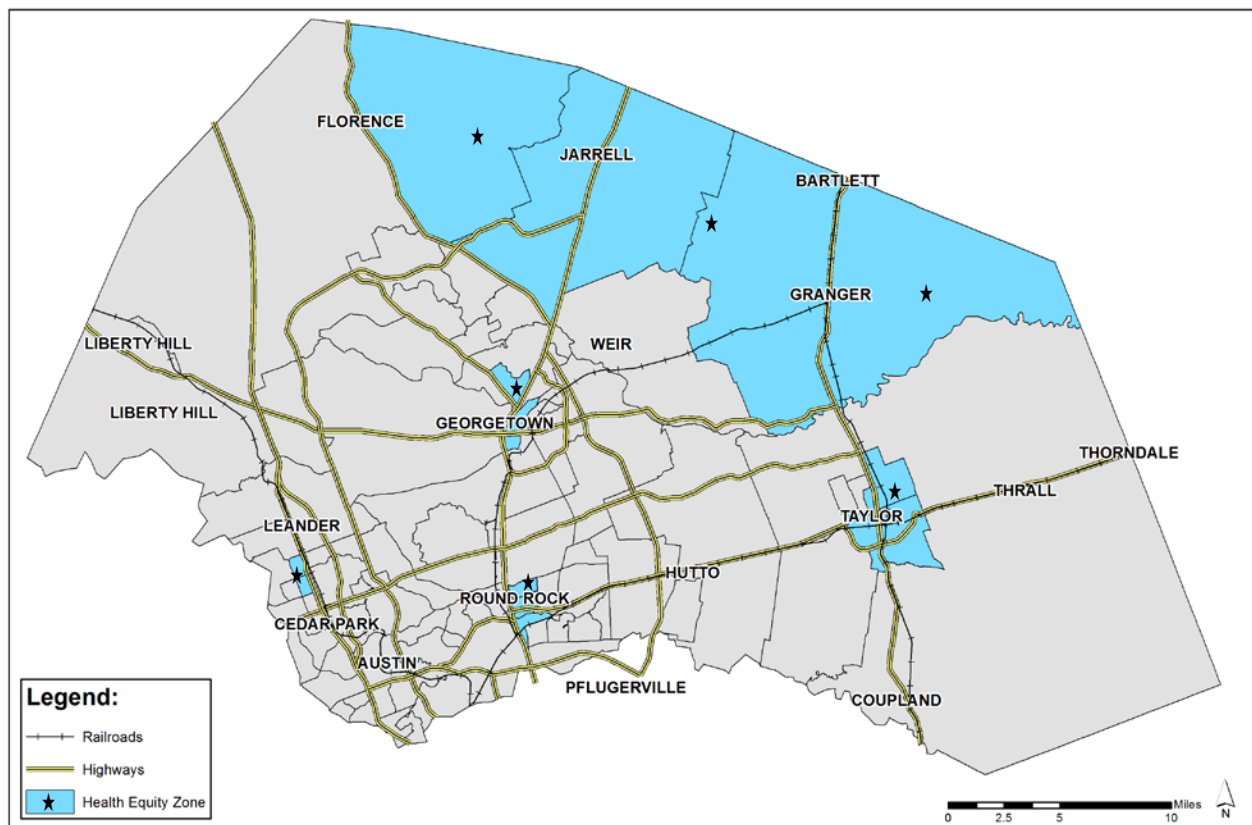 FLORENCE
JARRELL
BARTLETT
GRANGER
LIBERTY HILL
WEIR
LIBERTY HILL
GEORGETOWN
THORNDALE
THRALL
TAYLOR
LEANDER
HUTTO
ROUND ROCK
CEDAR PARK
AUSTIN
PFLUGERVILLE
COUPLAND
Legend:
Railroads
Highways
Health Equity Zone
Miles
0 2.5 5 10
N